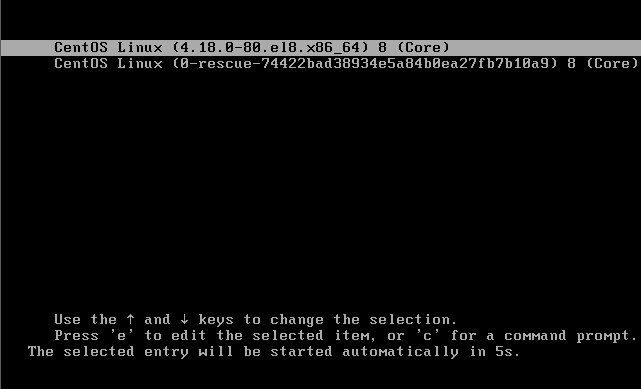 CentOS Linux (4.18.0-80.el8.x86_64) 8 (Core)
CentOS Linux (0-rescue-74422bad38934e5a84b0ea27fb7b10a9) 8 (Core)
Use the ↑ and ↓ keys to change the selection.
Press 'e' to edit the selected item, or 'c' for a command prompt.
The selected entry will be started automatically in 5s.